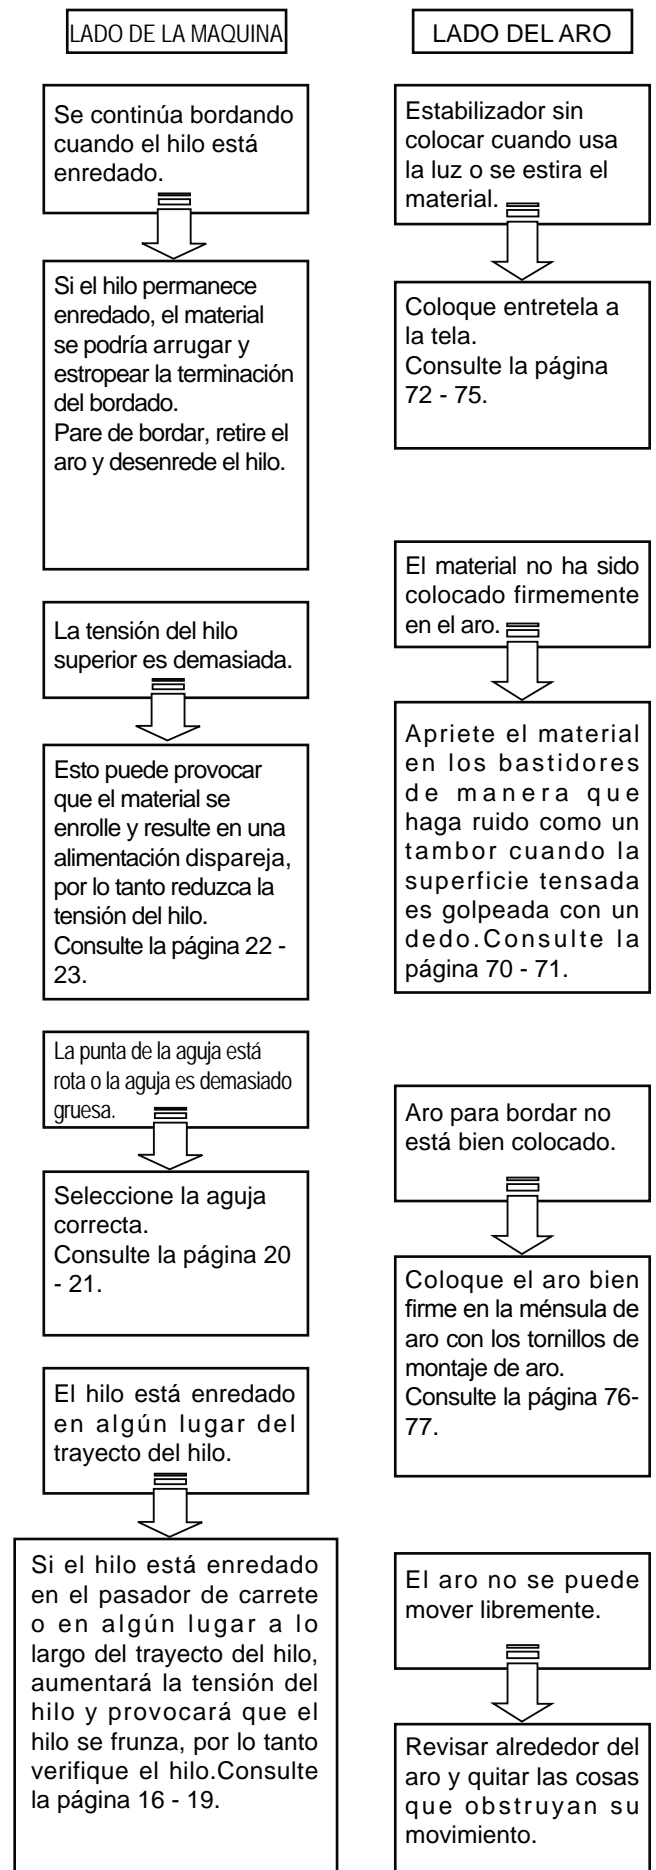 LADO DE LA MAQUINA
Se continúa bordando
cuando el hilo está
enredado.
Si el hilo permanece
enredado, el material
se podría arrugar y
estropear la terminación
del bordado.
Pare de bordar, retire el
aro y desenrede el hilo.
La tensión del hilo
superior es demasiada.
Esto puede provocar
que el material se
enrolle y resulte en una
alimentación dispareja,
por lo tanto reduzca la
tensión del hilo.
Consulte la página 22 -
23.
La punta de la aguja está
rota o la aguja es demasiado
gruesa.
Seleccione la aguja
correcta.
Consulte la página 20
- 21.
El hilo está enredado
en algún lugar del
trayecto del hilo.
Si el hilo está enredado
en el pasador de carrete
o en algún lugar a lo
largo del trayecto del hilo,
aumentará la tensión del
hilo y provocará que el
hilo se frunza, por lo tanto
verifique el hilo.Consulte
la página 16 - 19.
LADO DEL ARO
Estabilizador sin
colocar cuando usa
la luz o se estira el
material.
Coloque entretela a
la tela.
Consulte la página
72 - 75.
El material no ha sido
colocado firmemente
en el aro.
Apriete el material
en los bastidores
de manera que
haga ruido como un
tambor cuando la
superficie tensada
es golpeada con un
dedo.Consulte la
página 70 - 71.
Aro para bordar no
está bien colocado.
Coloque el aro bien
firme en la ménsula de
aro con los tornillos de
montaje de aro.
Consulte la página 76-
77.
El aro no se puede
mover libremente.
Revisar alrededor del
aro y quitar las cosas
que obstruyan su
movimiento.